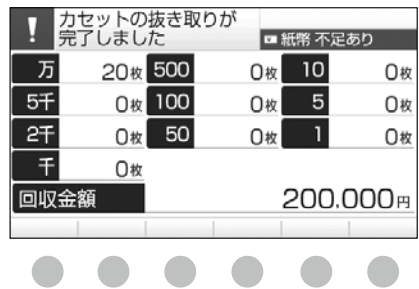 ! カセットの抜き取りが
完了しました
紙幣 不足あり
万 20枚 500 0枚 10 0枚
5千 0枚 100 0枚 5 0枚
2千 0枚 50 0枚 1 0枚
千 0枚
回収金額 200,000円